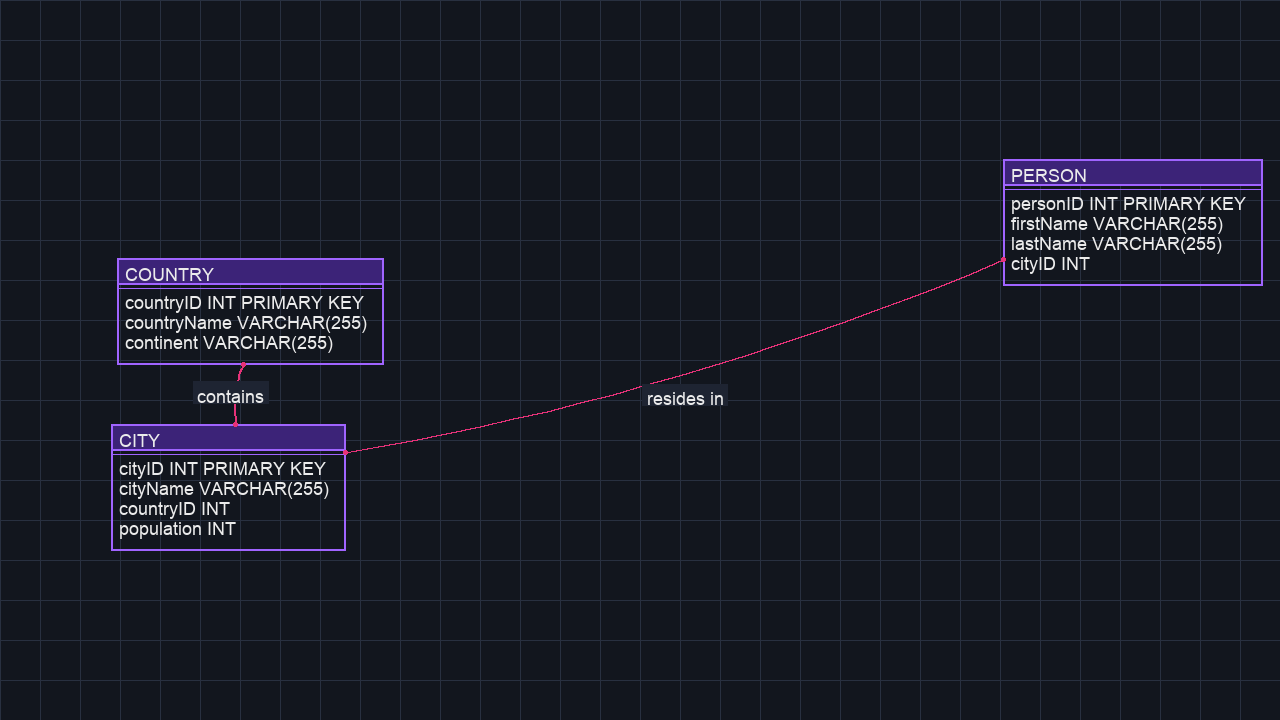 PERSON
personID INT PRIMARY KEY
firstName VARCHAR(255)
lastName VARCHAR(255)
cityID INT
COUNTRY
countryID INT PRIMARY KEY
countryName VARCHAR(255)
continent VARCHAR(255)
contains
resides in
CITY
cityID INT PRIMARY KEY
cityName VARCHAR(255)
countryID INT
population INT